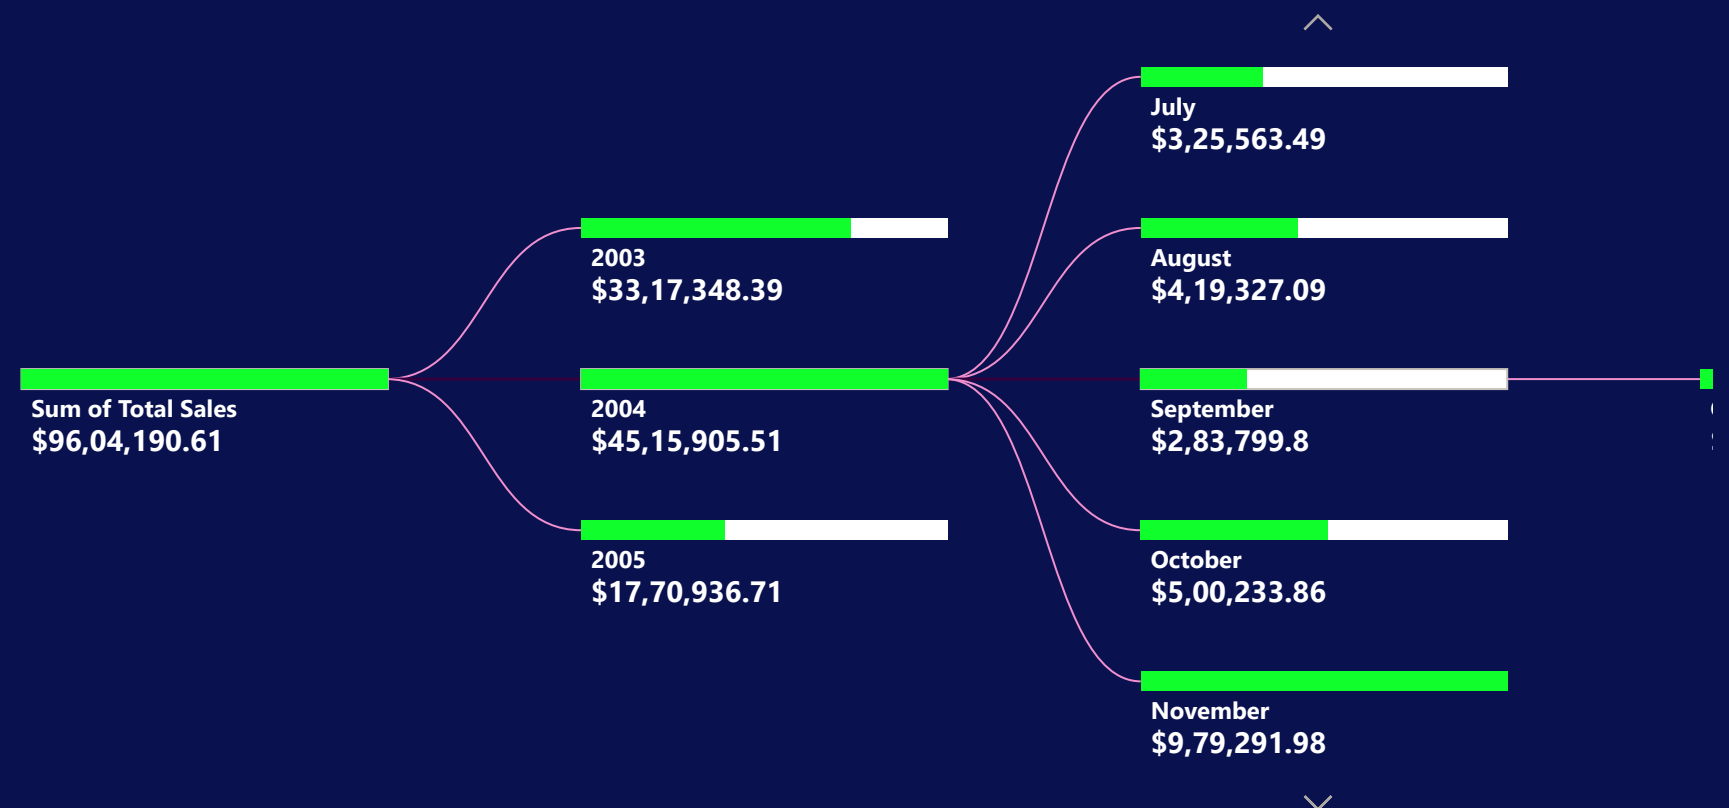 Sum of Total Sales
$96,04,190.61
2003
$33,17,348.39
2004
$45,15,905.51
2005
$17,70,936.71
July
$3,25,563.49
August
$4,19,327.09
September
$2,83,799.8
October
$5,00,233.86
November
$9,79,291.98